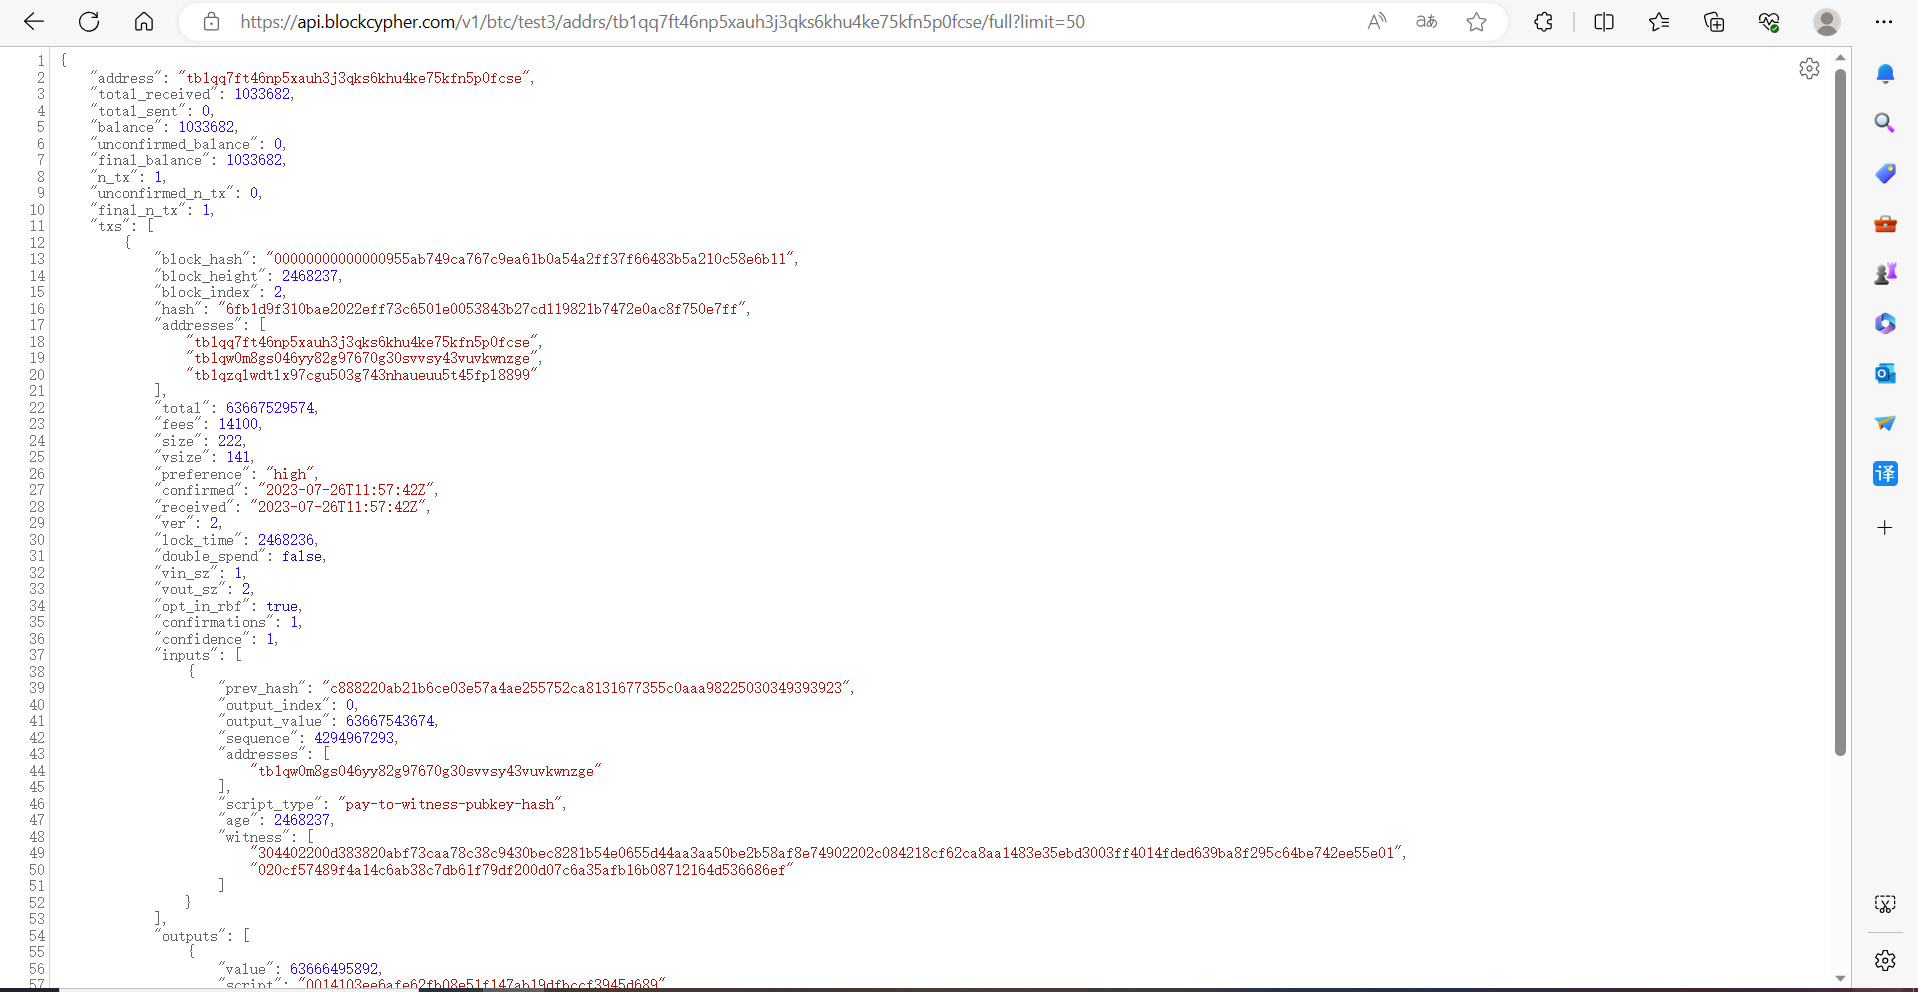 https://api.blockcypher.com/v1/btc/test3/addrs/tb1qq7ft46np5xauh3j3qks6khu4ke75kfn5p0fcse/full?limit=50
1 {
2 "address": "tb1qq7ft46np5xauh3j3qks6khu4ke75kfn5p0fcse",
3 "total_received": 1033682,
4 "total_sent": 0,
5 "balance": 1033682,
6 "unconfirmed_balance": 0,
7 "final_balance": 1033682,
8 "n_tx": 1,
9 "unconfirmed_n_tx": 0,
10 "final_n_tx": 1,
11 "txs": [
12 {
13 "block_hash": "00000000000000955ab749ca767c9ea61b0a54a2ff37f66483b5a210c58e6b11",
14 "block_height": 2468237,
15 "block_index": 2,
16 "hash": "6fb1d9f310bae2022eff73c6501e0053843b27cd119821b7472e0ac8f750e7ff",
17 "addresses": [
18 "tb1qq7ft46np5xauh3j3qks6khu4ke75kfn5p0fcse",
19 "tb1qw0m8gs046yy82g97670g30svvsy43vuvkwnzge",
20 "tb1qzqlwdtlx97cgu503g743nhaueuu5t45fpl8899"
21 ],
22 "total": 63667529574,
23 "fees": 14100,
24 "size": 222,
25 "vsize": 141,
26 "preference": "high",
27 "confirmed": "2023-07-26T11:57:42Z",
28 "received": "2023-07-26T11:57:42Z",
29 "ver": 2,
30 "lock_time": 2468236,
31 "double_spend": false,
32 "vin_sz": 1,
33 "vout_sz": 2,
34 "opt_in_rbf": true,
35 "confirmations": 1,
36 "confidence": 1,
37 "inputs": [
38 {
39 "prev_hash": "c888220ab21b6ce03e57a4ae255752ca8131677355c0aaa98225030349393923",
40 "output_index": 0,
41 "output_value": 63667543674,
42 "sequence": 4294967293,
43 "addresses": [
44 "tb1qw0m8gs046yy82g97670g30svvsy43vuvkwnzge"
45 ],
46 "script_type": "pay-to-witness-pubkey-hash",
47 "age": 2468237,
48 "witness": [
49 "304402200d383820abf73caa78c38c9430bec8281b54e0655d44aa3aa50be2b58af8e74902202c084218cf62ca8aa1483e35ebd3003ff4014fded639ba8f295c64be742ee55e01",
50 "020cf57489f4a14c6ab38c7db61f79df200d07c6a35afb16b08712164d536686ef"
51 ]
52 }
53 ],
54 "outputs": [
55 {
56 "value": 63666495892,
57 "script": "0014103ee6afe62fb08e51f147ab19dfbccf3945d689"
译